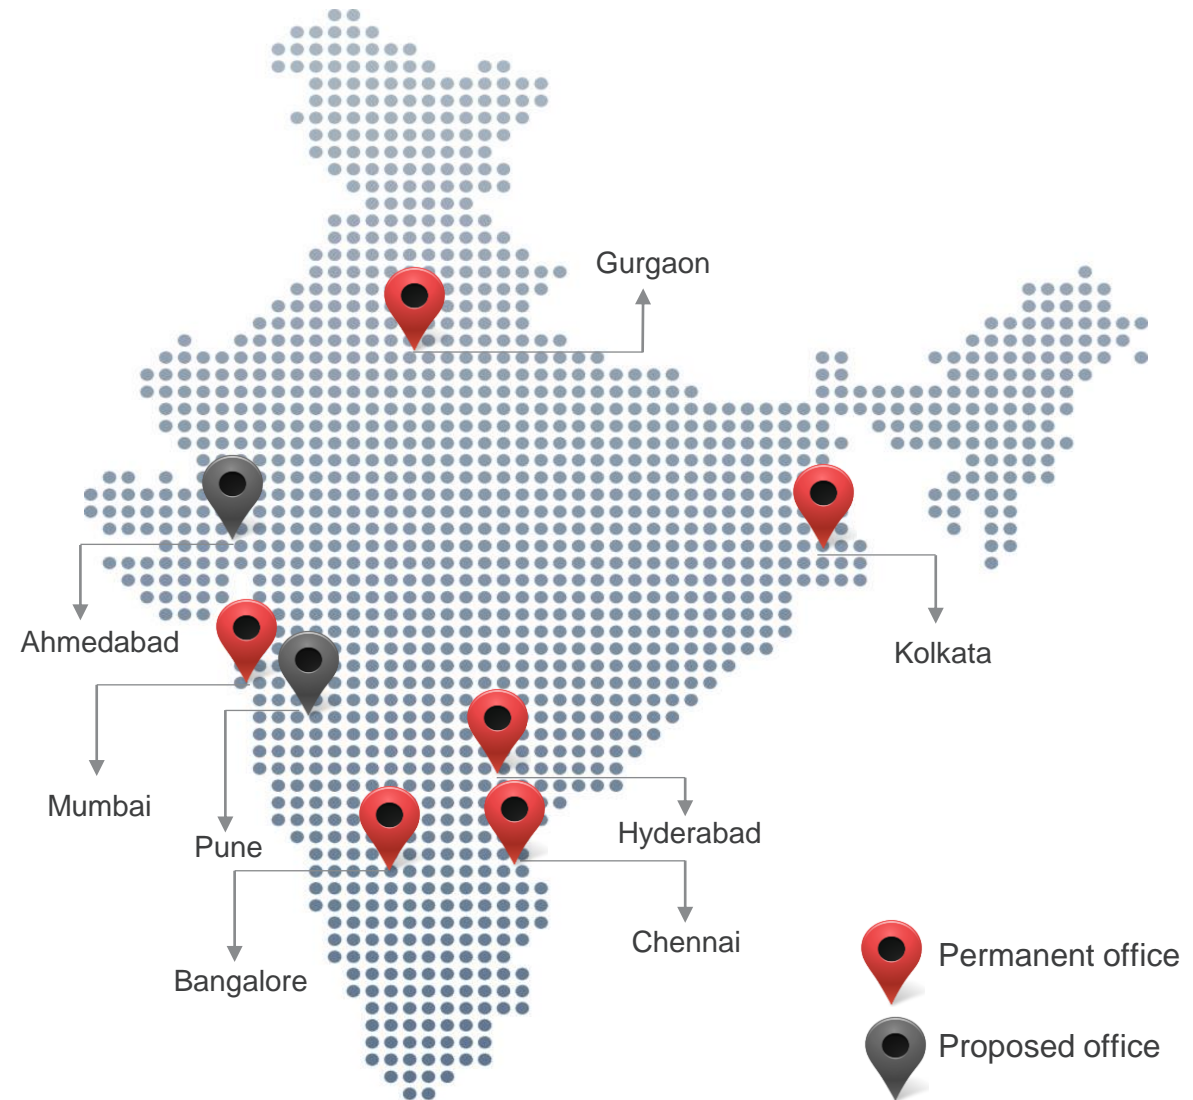 Gurgaon
Ahmedabad
Kolkata
Mumbai
Hyderabad
Pune
Chennai
Bangalore
Permanent office
Proposed office